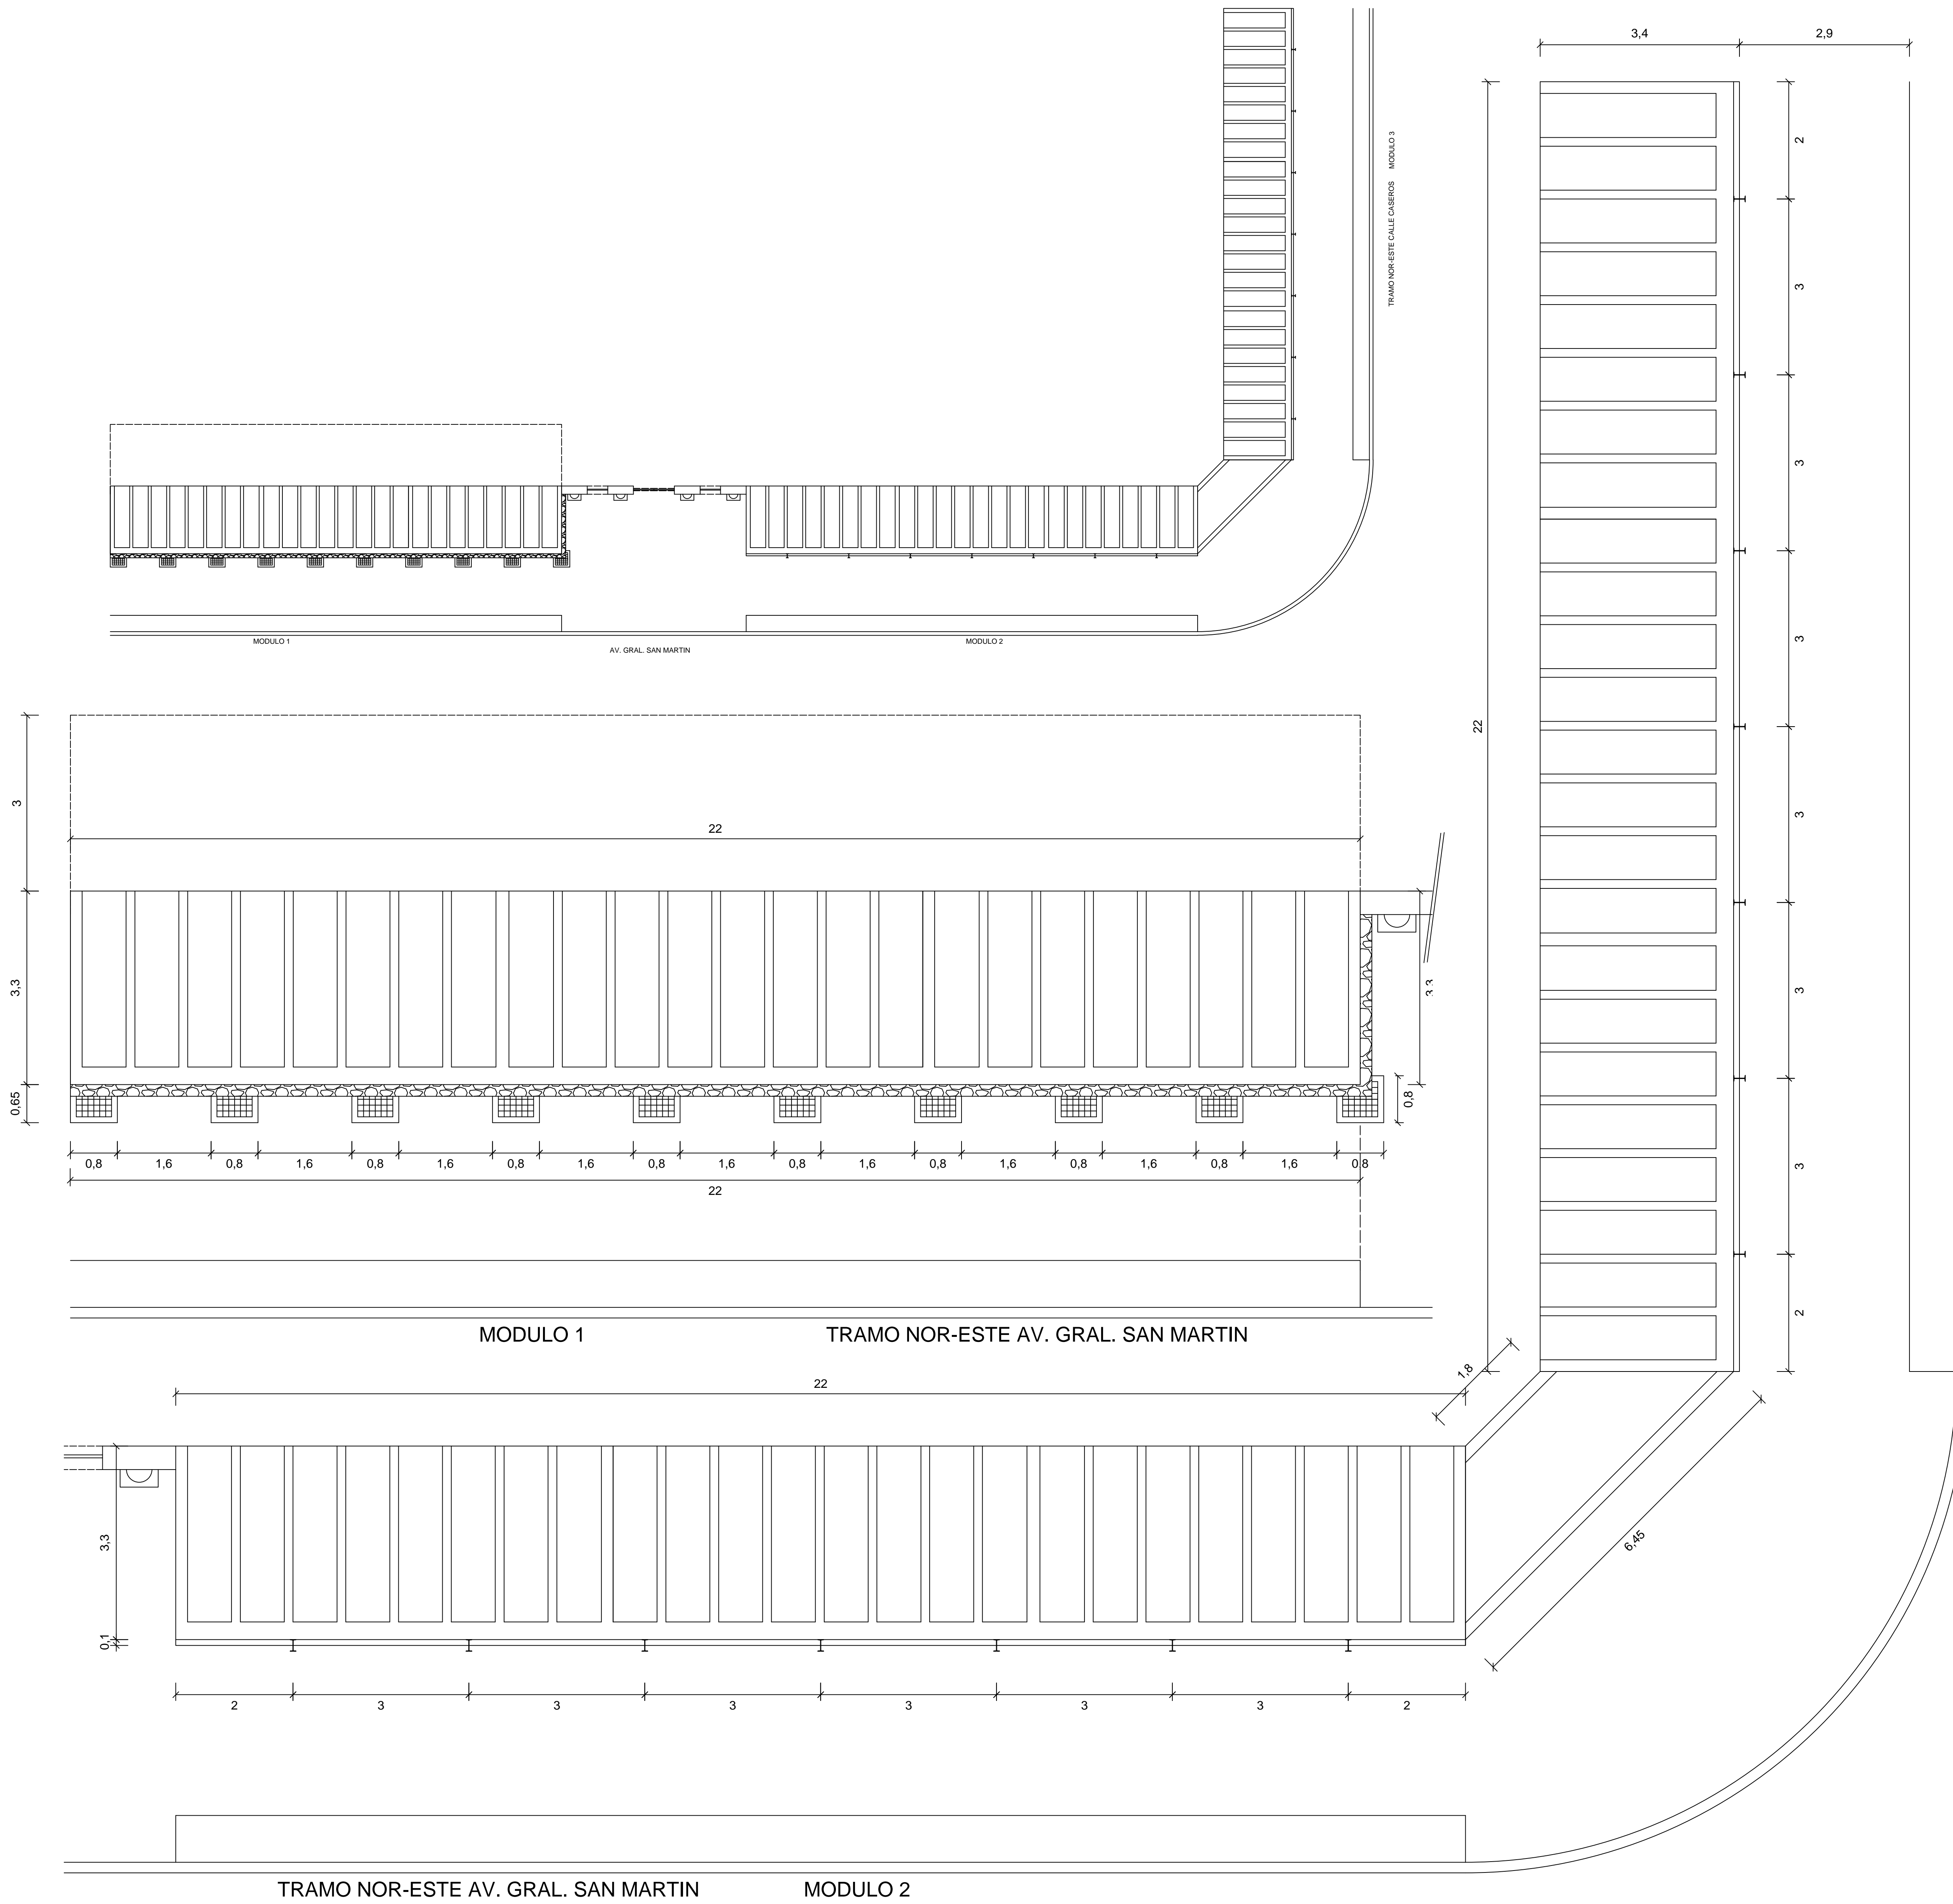 3,4 2,9
TRAMO NOR-ESTE CALLE CASEROS MODULO 3
2
3
3
3
3
3
3
2
22
MODULO 1
MODULO 2
AV. GRAL. SAN MARTIN
3
22
3,3
3,3
0,65
0,8
0,8 1,6 0,8 1,6 0,8 1,6 0,8 1,6 0,8 1,6 0,8 1,6 0,8 1,6 0,8 1,6 0,8 1,6 0,8
22
MODULO 1 TRAMO NOR-ESTE AV. GRAL. SAN MARTIN
1,8
22
3,3
6,45
0,1
2 3 3 3 3 3 3 2
TRAMO NOR-ESTE AV. GRAL. SAN MARTIN MODULO 2